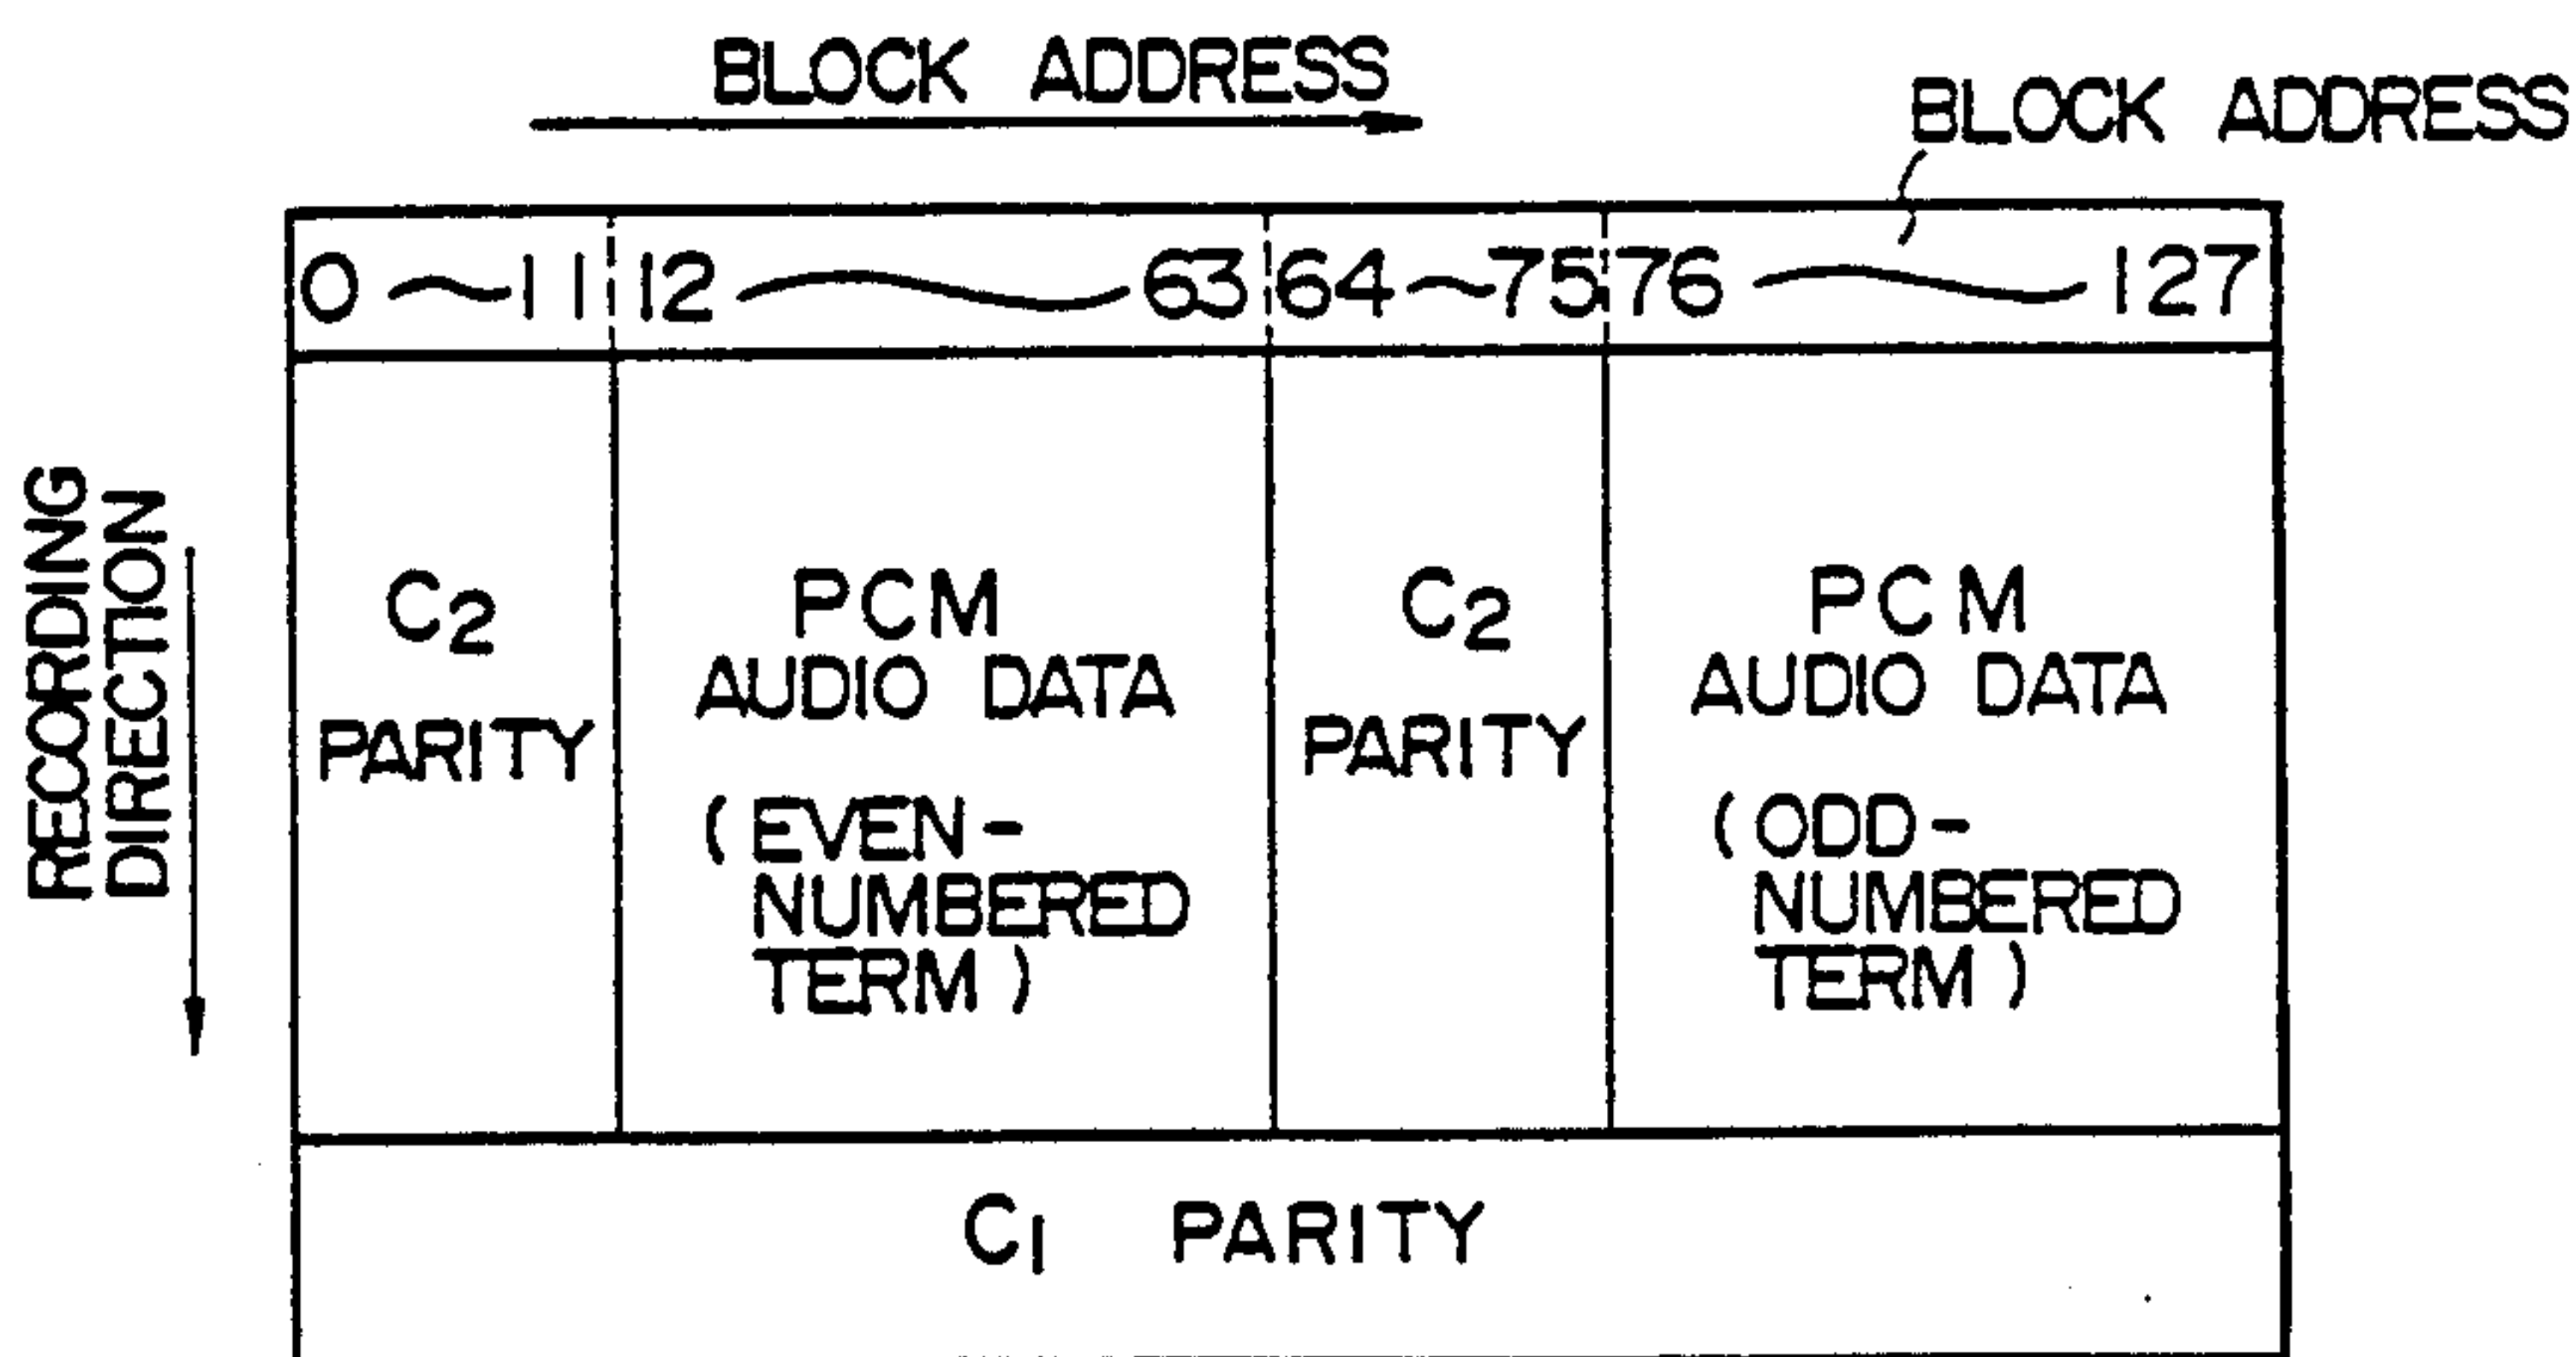 BLOCK ADDRESS
BLOCK ADDRESS
0 ~ 11 12 ~ 63 64 ~ 75 76 ~ 127
RECORDING
DIRECTION
C2
PARITY
PCM
AUDIO DATA
(EVEN-
NUMBERED
TERM)
C2
PARITY
PCM
AUDIO DATA
(ODD-
NUMBERED
TERM)
C1 PARITY